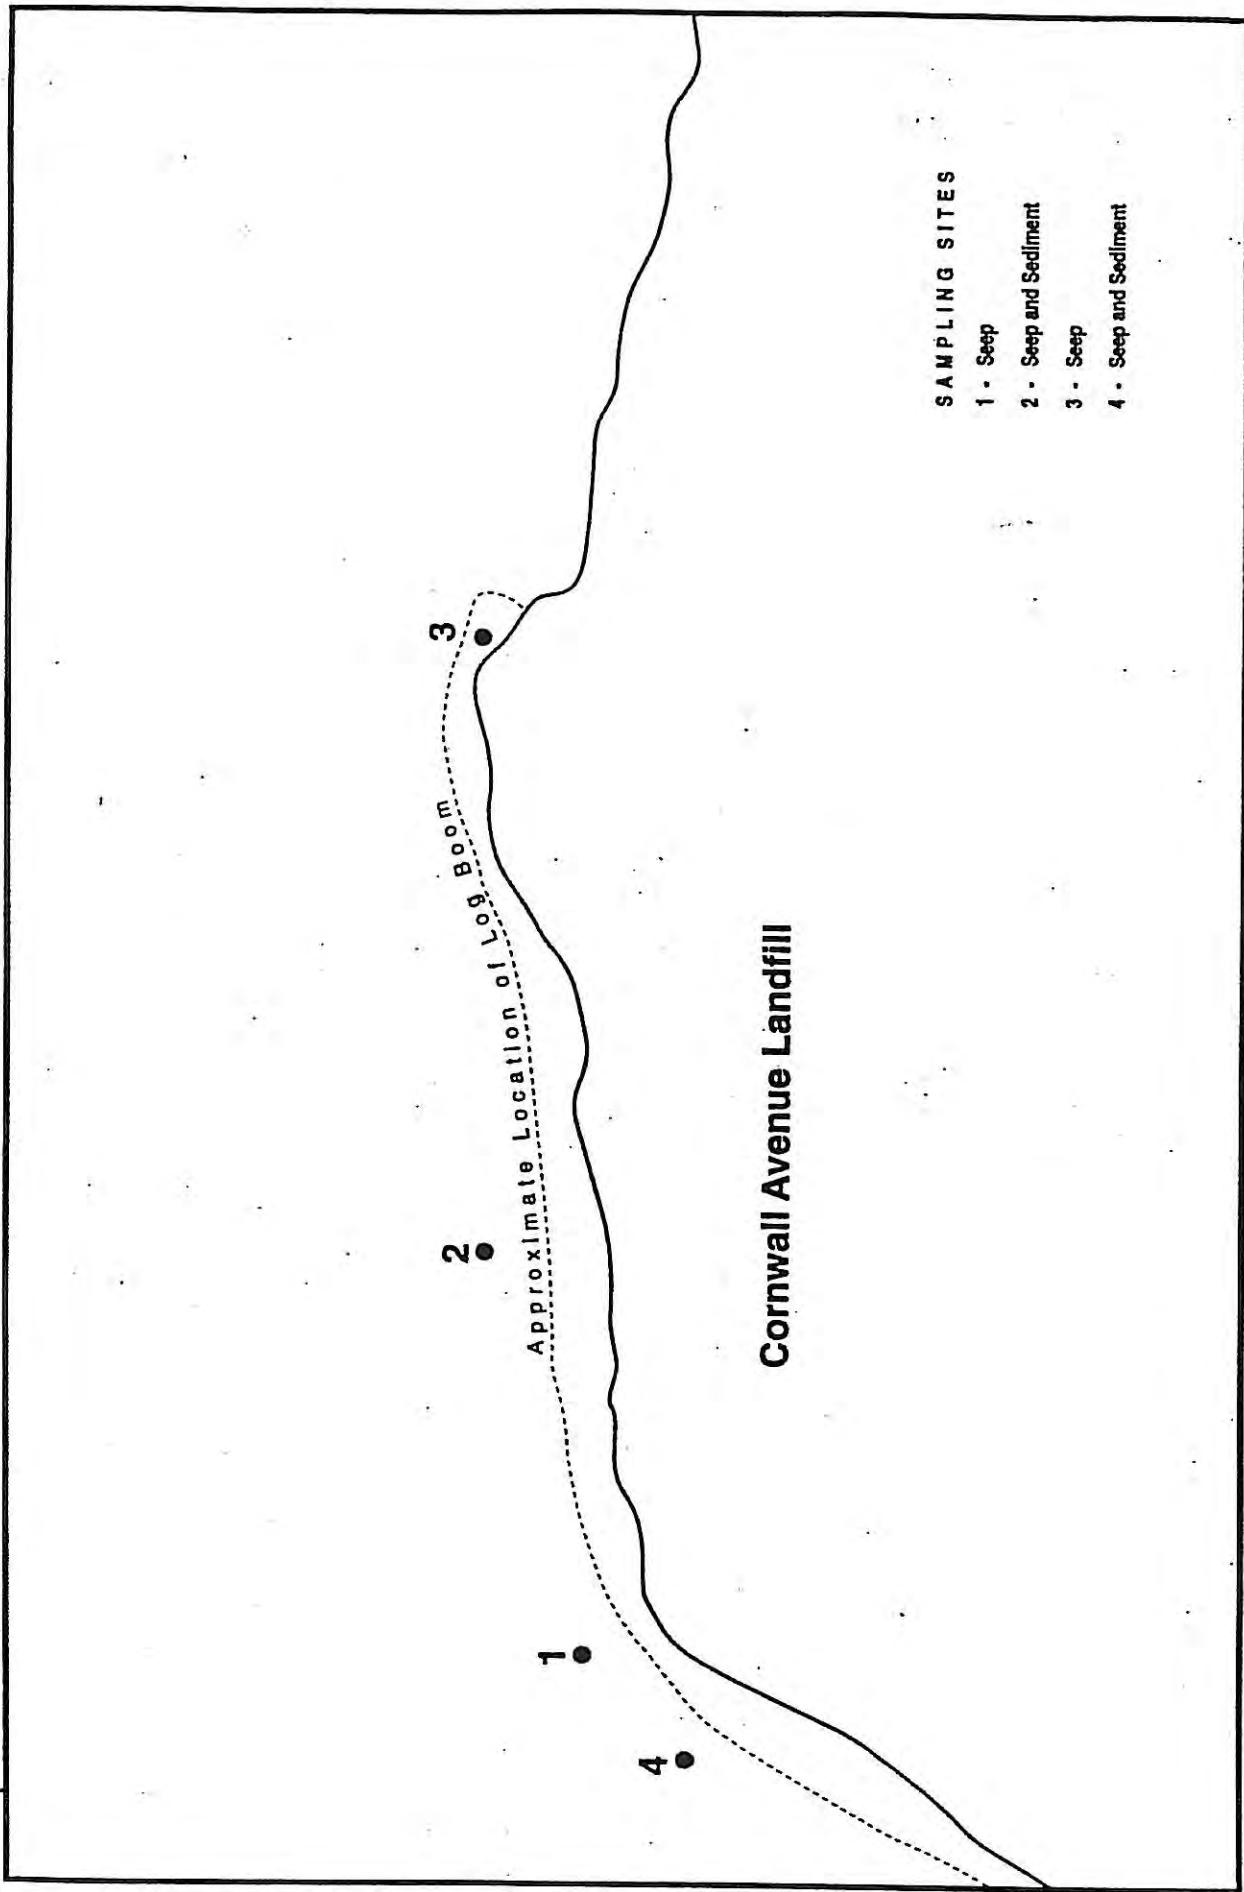 3
Approximate Location of Log Boom
2
1
4
Cornwall Avenue Landfill
SAMPLING SITES
1 - Seep
2 - Seep and Sediment
3 - Seep
4 - Seep and Sediment